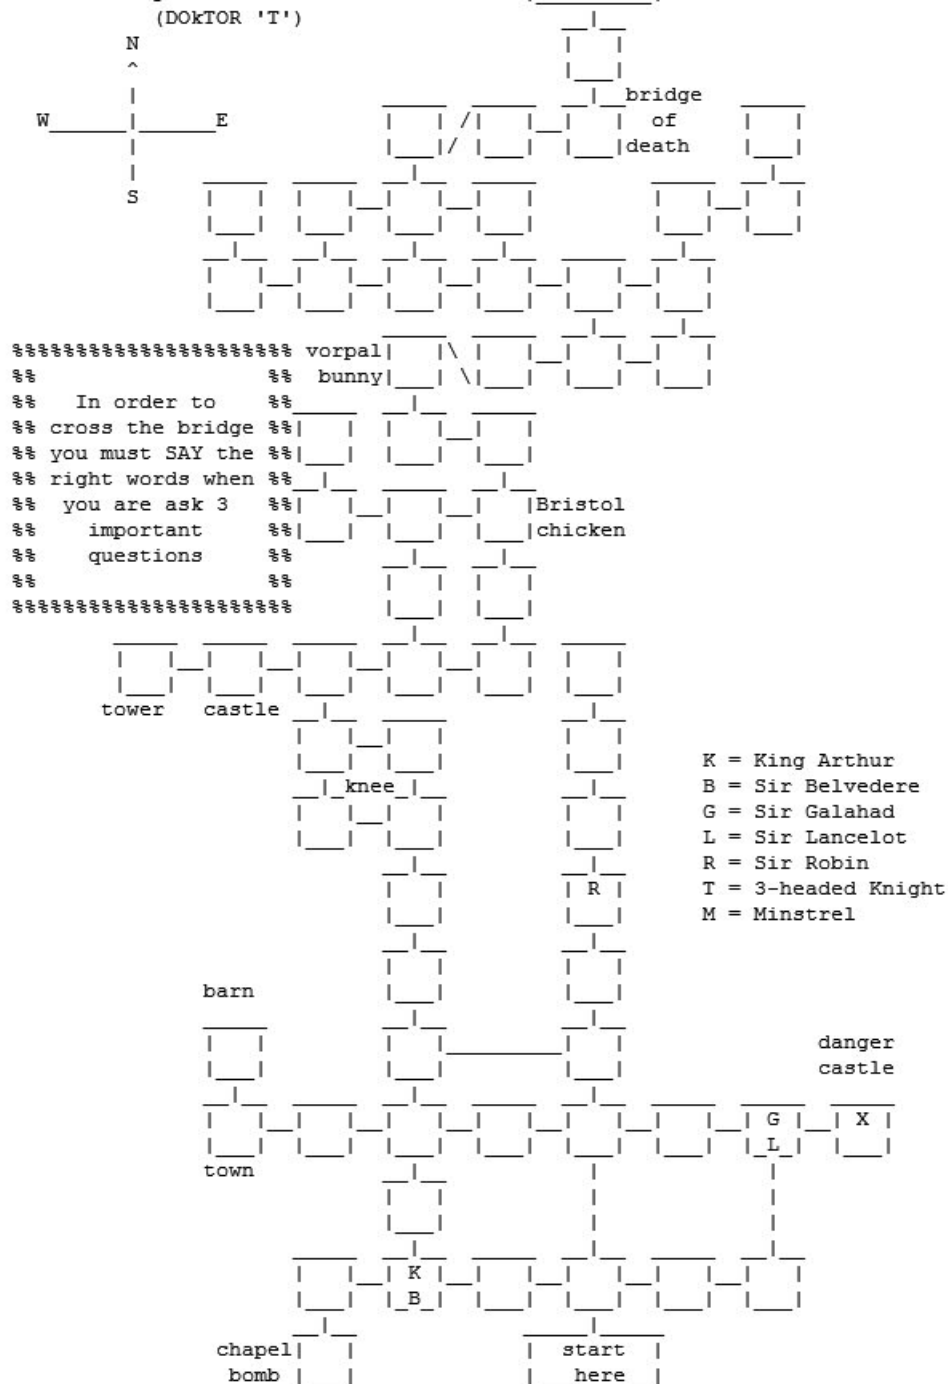 (DOkTOR 'T')
N
bridge
W E of
death
S
%%%%%%%%%%%%%%%%%%%%%% vorpal
%% %% bunny
%% In order to %%
%% cross the bridge %%
%% you must SAY the %%
%% right words when %%
%% you are ask 3 %% Bristol
%% important %% chicken
%% questions %%
%% %%
%%%%%%%%%%%%%%%%%%%%%%
tower castle
K = King Arthur
knee B = Sir Belvedere
G = Sir Galahad
L = Sir Lancelot
R = Sir Robin
R T = 3-headed Knight
M = Minstrel
barn
danger
castle
G X
L
town
K
B
chapel start
bomb here